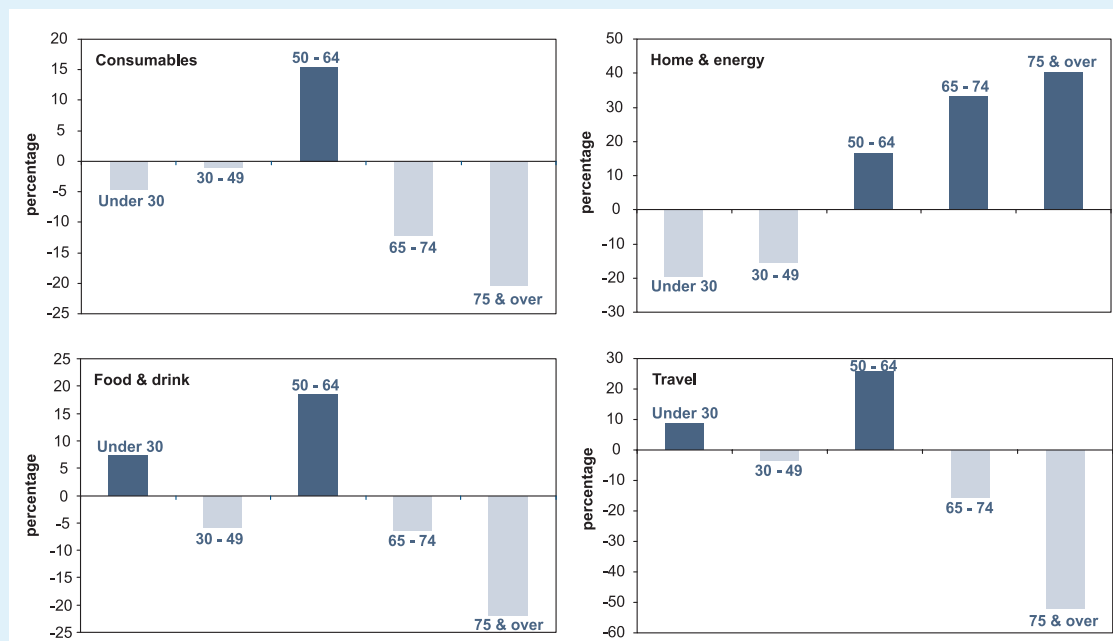 Consumables
percentage
20
15
10
5
0
-5
-10
-15
-20
-25
Under 30
30 - 49
50 - 64
65 - 74
75 & over
Home & energy
percentage
50
40
30
20
10
0
-10
-20
-30
Under 30
30 - 49
50 - 64
65 - 74
75 & over
Food & drink
percentage
25
20
15
10
5
0
-5
-10
-15
-20
-25
Under 30
30 - 49
50 - 64
65 - 74
75 & over
Travel
percentage
30
20
10
0
-10
-20
-30
-40
-50
-60
Under 30
30 - 49
50 - 64
65 - 74
75 & over